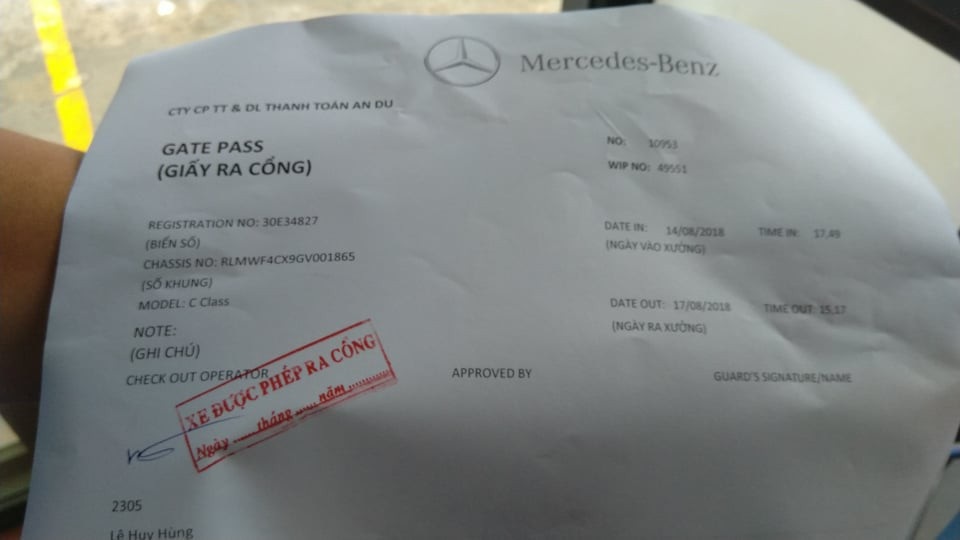 Mercedes-Benz
CTY CP TT & DL THANH TOÁN AN DU
GATE PASS
(GIẤY RA CỔNG)
NO: 10953
WIP NO: 49551
REGISTRATION NO: 30E34827
(BIỂN SỐ)
CHASSIS NO: RLMWF4CX9GV001865
(SỐ KHUNG)
MODEL: C Class
DATE IN: 14/08/2018 TIME IN: 17,49
(NGÀY VÀO XƯỞNG)
DATE OUT: 17/08/2018 TIME OUT: 15,17
(NGÀY RA XƯỞNG)
NOTE:
(GHI CHÚ)
CHECK OUT OPERATOR
APPROVED BY
GUARD'S SIGNATURE/NAME
XE ĐƯỢC PHÉP RA CỔNG
Ngày ...... tháng ...... năm ............
2305
Lê Huy Hùng